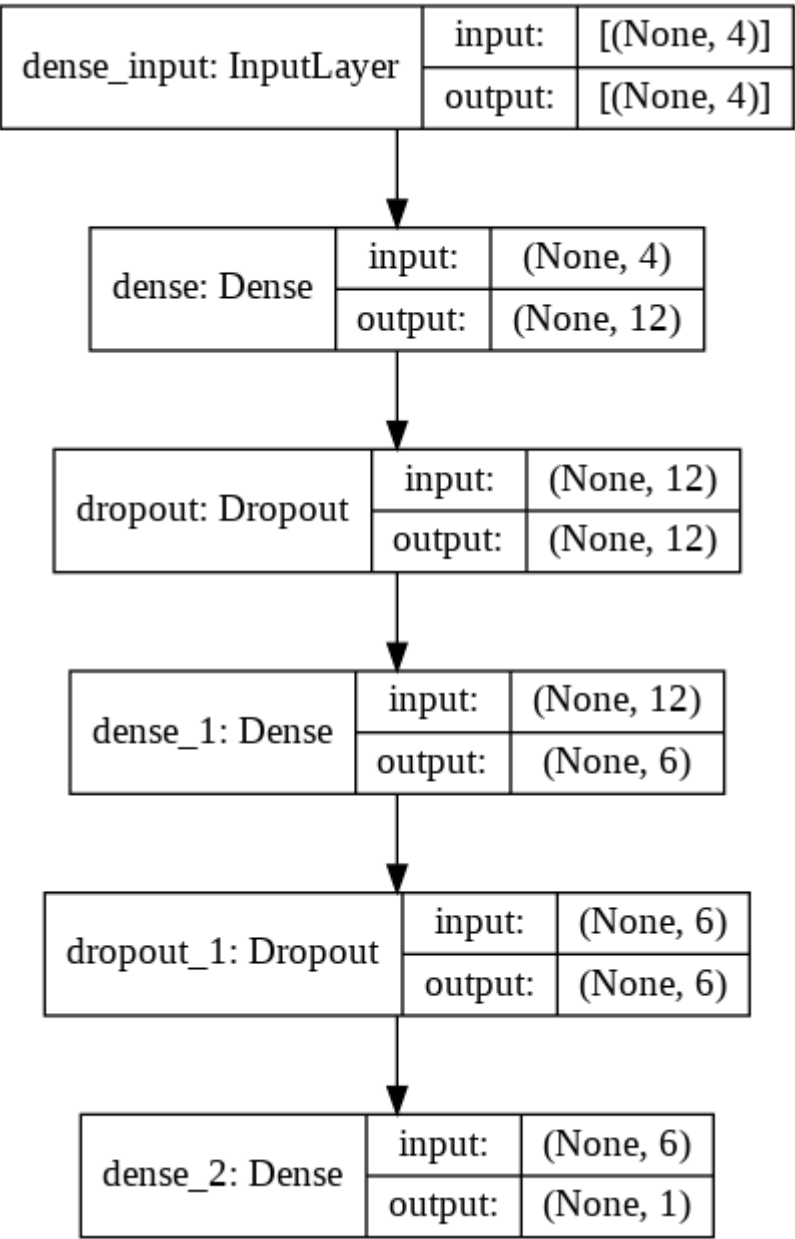 dense_input: InputLayer
input: [(None, 4)]
output: [(None, 4)]
dense: Dense
input: (None, 4)
output: (None, 12)
dropout: Dropout
input: (None, 12)
output: (None, 12)
dense_1: Dense
input: (None, 12)
output: (None, 6)
dropout_1: Dropout
input: (None, 6)
output: (None, 6)
dense_2: Dense
input: (None, 6)
output: (None, 1)